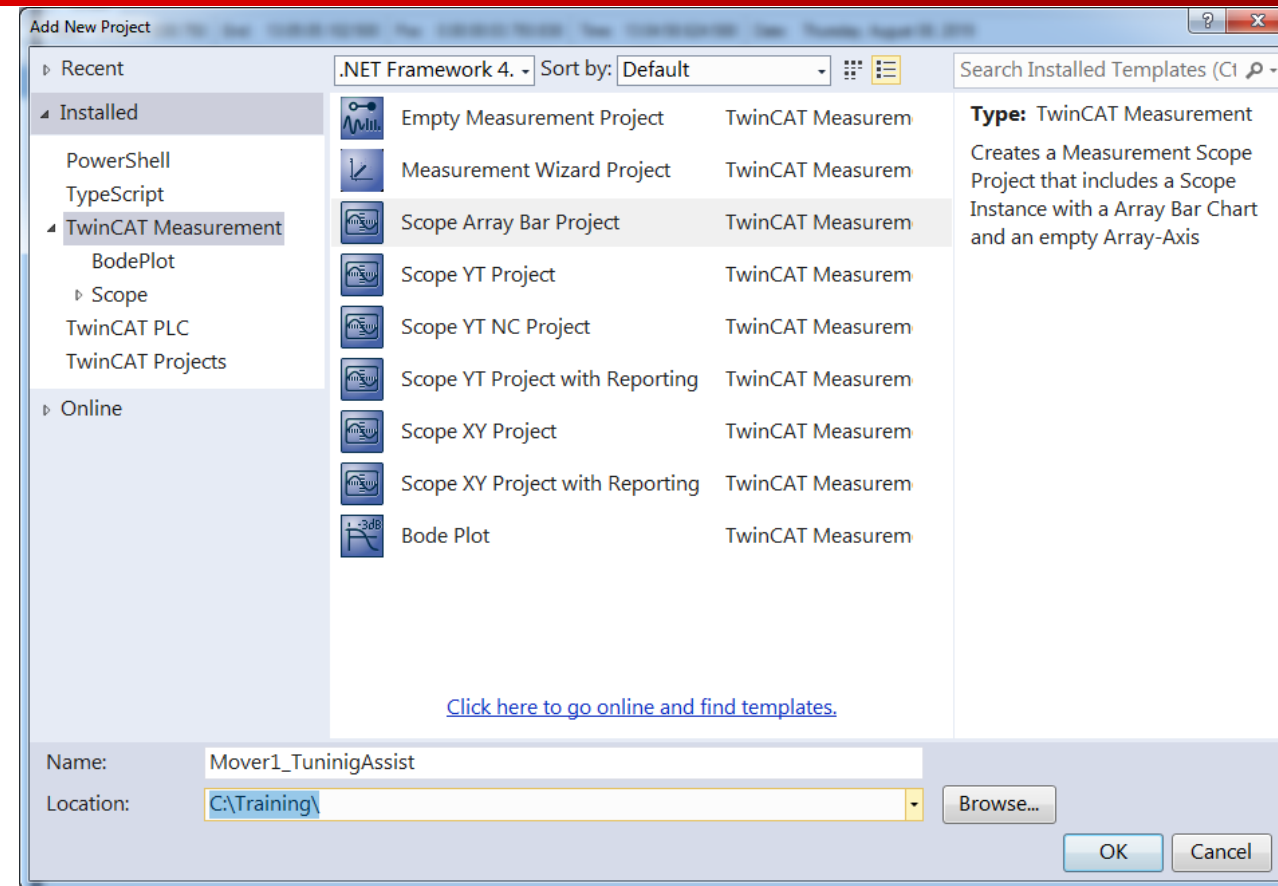 Add New Project
Recent
.NET Framework 4.
Sort by: Default
Search Installed Templates (Ct
Installed
PowerShell
TypeScript
TwinCAT Measurement
BodePlot
Scope
TwinCAT PLC
TwinCAT Projects
Online
Empty Measurement Project TwinCAT Measurem
Measurement Wizard Project TwinCAT Measurem
Scope Array Bar Project TwinCAT Measurem
Scope YT Project TwinCAT Measurem
Scope YT NC Project TwinCAT Measurem
Scope YT Project with Reporting TwinCAT Measurem
Scope XY Project TwinCAT Measurem
Scope XY Project with Reporting TwinCAT Measurem
-3dB
Bode Plot TwinCAT Measurem
Click here to go online and find templates.
Type: TwinCAT Measurement
Creates a Measurement Scope
Project that includes a Scope
Instance with a Array Bar Chart
and an empty Array-Axis
Name: Mover1_TuninigAssist
Location: C:\Training\
Browse...
OK Cancel